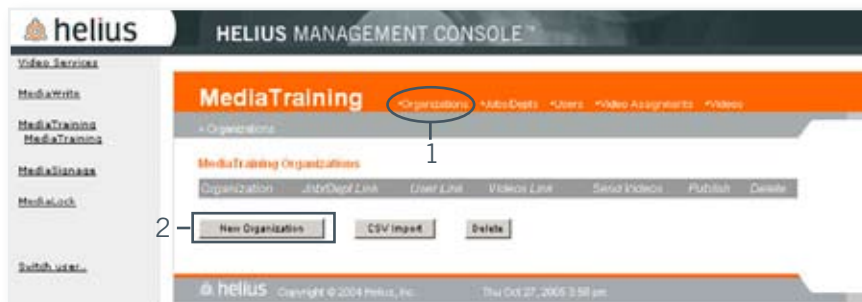 helius
HELIUS MANAGEMENT CONSOLE™
Video Services
MediaWrite
MediaTraining
MediaTraining
MediaSignage
MediaLock
Switch user...
MediaTraining
•Organizations •Jobs/Depts •Users •Video Assignments •Videos
1
• Organizations
MediaTraining Organizations
Organization Job/Dept Link User Link Videos Link Send Videos Publish Delete
2
New Organization CSV Import Delete
helius Copyright © 2004 Helius, Inc. Thu Oct 27, 2005 3:50 pm